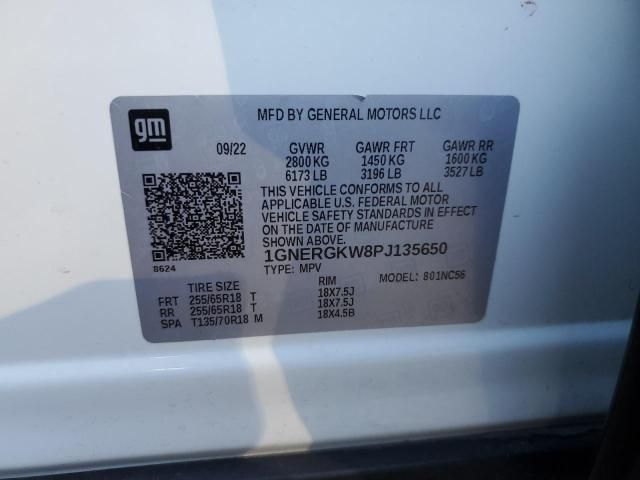 gm
MFD BY GENERAL MOTORS LLC
09/22 GVWR GAWR FRT GAWR RR
2800 KG 1450 KG 1600 KG
6173 LB 3196 LB 3527 LB
THIS VEHICLE CONFORMS TO ALL
APPLICABLE U.S. FEDERAL MOTOR
VEHICLE SAFETY STANDARDS IN EFFECT
ON THE DATE OF MANUFACTURE
SHOWN ABOVE.
1GNERGKW8PJ135650
8624
TYPE: MPV MODEL: 801NC56
TIRE SIZE RIM
FRT 255/65R18 T 18X7.5J
RR 255/65R18 T 18X7.5J
SPA T135/70R18 M 18X4.5B